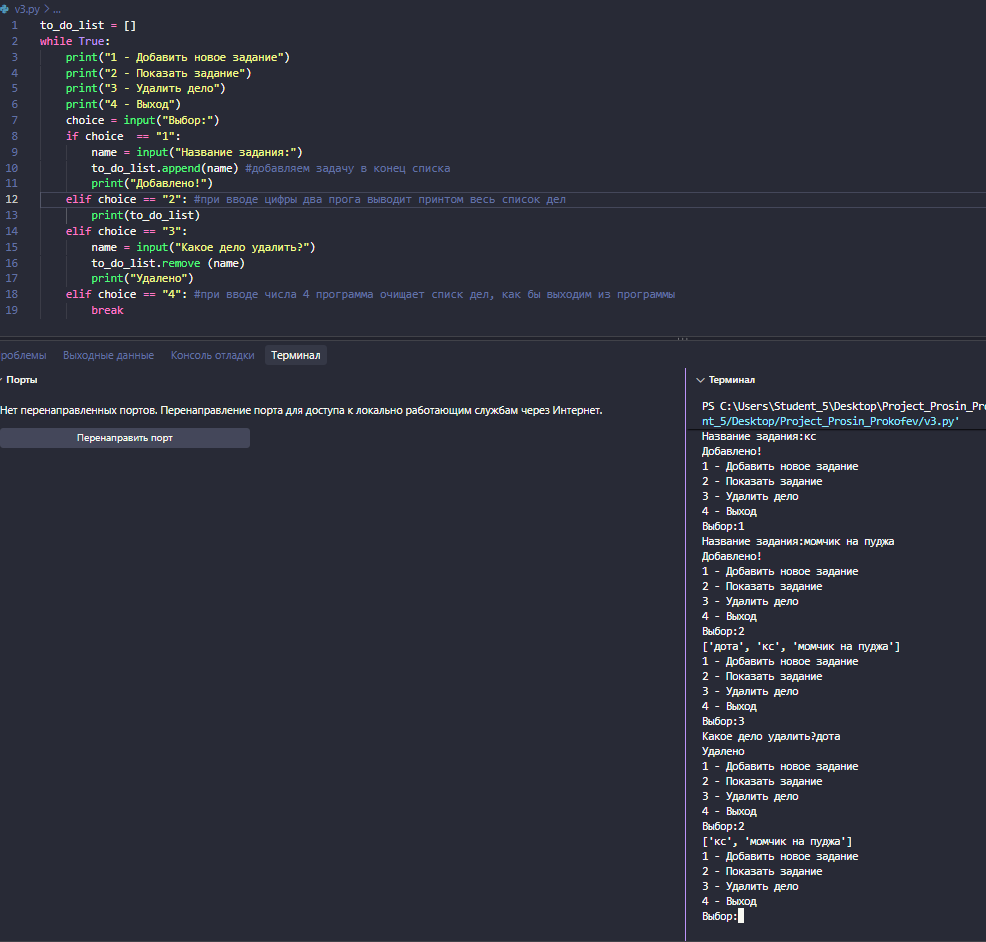 v3.py > ...
1 to_do_list = []
2 while True:
3 print("1 - Добавить новое задание")
4 print("2 - Показать задание")
5 print("3 - Удалить дело")
6 print("4 - Выход")
7 choice = input("Выбор:")
8 if choice  == "1":
9 name = input("Название задания:")
10 to_do_list.append(name) #добавляем задачу в конец списка
11 print("Добавлено!")
12 elif choice == "2": #при вводе цифры два прога выводит принтом весь список дел
13 print(to_do_list)
14 elif choice == "3":
15 name = input("Какое дело удалить?")
16 to_do_list.remove (name)
17 print("Удалено")
18 elif choice == "4": #при вводе числа 4 программа очищает списк дел, как бы выходим из программы
19 break
роблемы Выходные данные Консоль отладки Терминал
Порты
Нет перенаправленных портов. Перенаправление порта для доступа к локально работающим службам через Интернет.
Перенаправить порт
Терминал
PS C:\Users\Student_5\Desktop\Project_Prosin_Pro
nt_5/Desktop/Project_Prosin_Prokofev/v3.py'
Название задания:кс
Добавлено!
1 - Добавить новое задание
2 - Показать задание
3 - Удалить дело
4 - Выход
Выбор:1
Название задания:момчик на пуджа
Добавлено!
1 - Добавить новое задание
2 - Показать задание
3 - Удалить дело
4 - Выход
Выбор:2
['дота', 'кс', 'момчик на пуджа']
1 - Добавить новое задание
2 - Показать задание
3 - Удалить дело
4 - Выход
Выбор:3
Какое дело удалить?дота
Удалено
1 - Добавить новое задание
2 - Показать задание
3 - Удалить дело
4 - Выход
Выбор:2
['кс', 'момчик на пуджа']
1 - Добавить новое задание
2 - Показать задание
3 - Удалить дело
4 - Выход
Выбор: